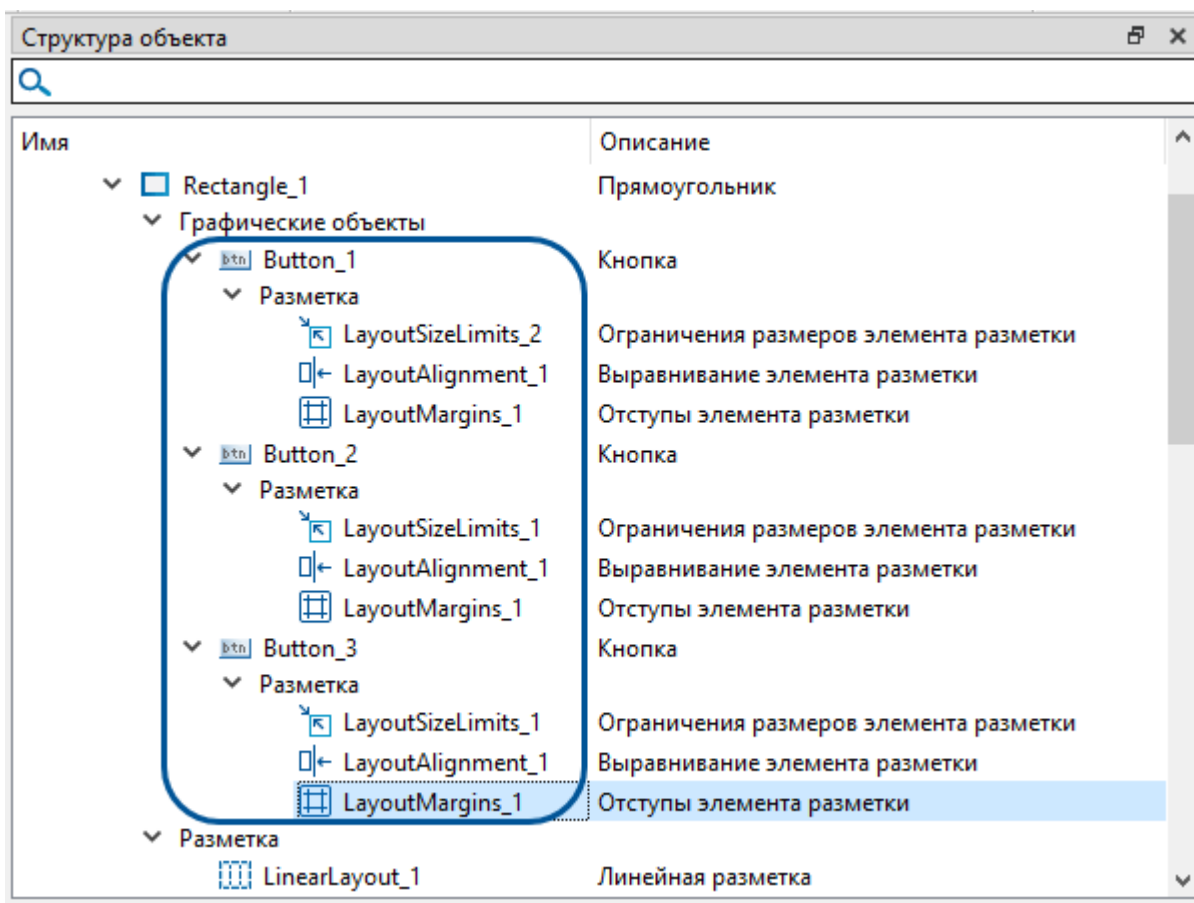 Структура объекта
Имя Описание
Rectangle_1 Прямоугольник
Графические объекты
btn Button_1 Кнопка
Разметка
LayoutSizeLimits_2 Ограничения размеров элемента разметки
LayoutAlignment_1 Выравнивание элемента разметки
LayoutMargins_1 Отступы элемента разметки
btn Button_2 Кнопка
Разметка
LayoutSizeLimits_1 Ограничения размеров элемента разметки
LayoutAlignment_1 Выравнивание элемента разметки
LayoutMargins_1 Отступы элемента разметки
btn Button_3 Кнопка
Разметка
LayoutSizeLimits_1 Ограничения размеров элемента разметки
LayoutAlignment_1 Выравнивание элемента разметки
LayoutMargins_1 Отступы элемента разметки
Разметка
LinearLayout_1 Линейная разметка